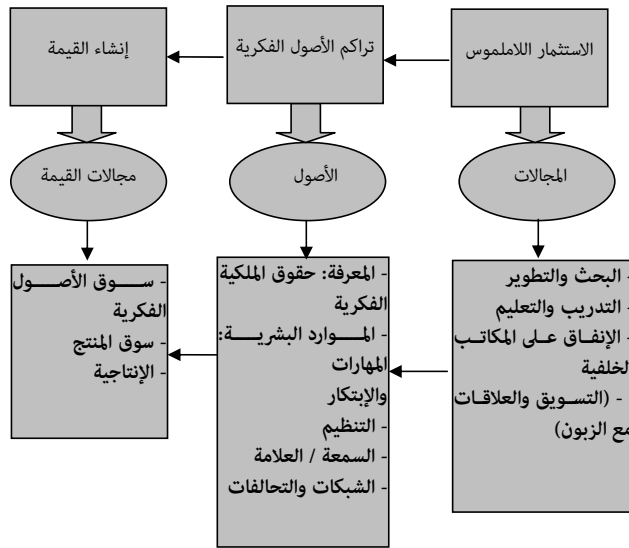 الاستثمار اللاملموس
تراكم الأصول الفكرية
إنشاء القيمة
المجالات
الأصول
مجالات القيمة
- البحث والتطوير
- التدريب والتعليم
- الإنفاق على المكاتب
الخلفية
- (التسويق والعلاقات
مع الزبون)
- المعرفة: حقوق الملكية
الفكرية
- الموارد البشرية:
المهارات
والإبتكار
- التنظيم
- السمعة / العلامة
- الشبكات والتحالفات
- سوق الأصول
الفكرية
- سوق المنتج
- الإنتاجية